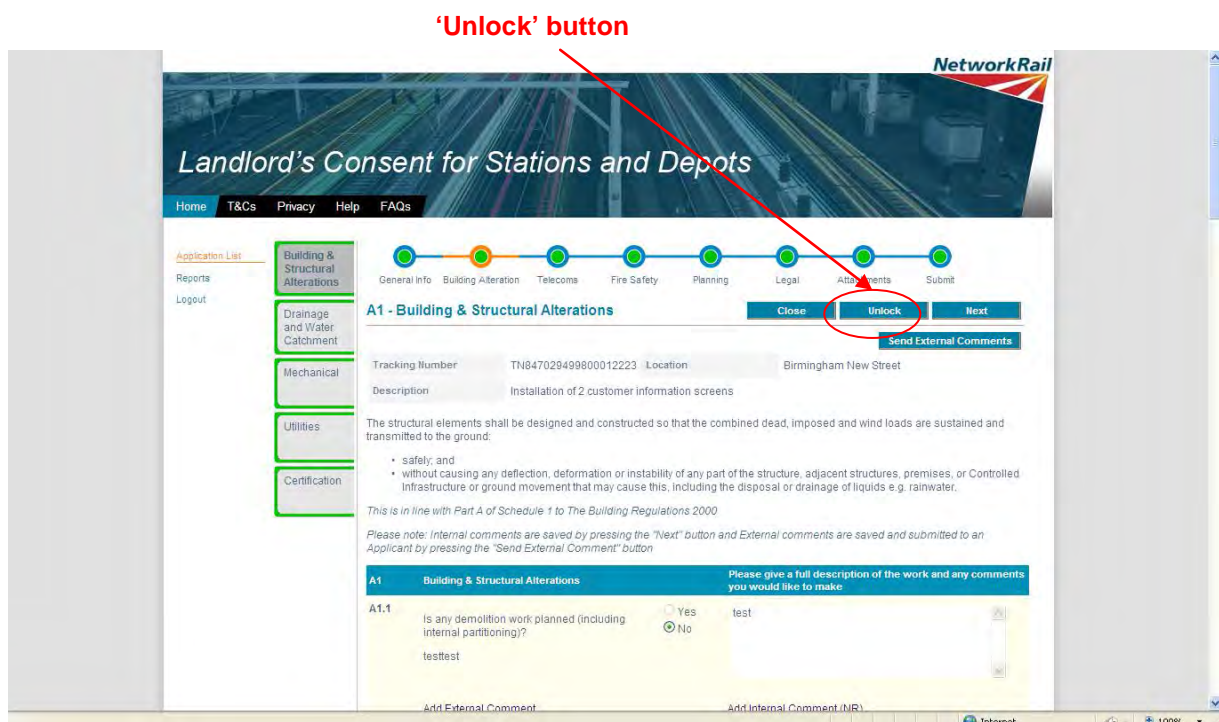 ‘Unlock’ button
NetworkRail
Landlord's Consent for Stations and Depots
Home T&Cs Privacy Help FAQs
Application List
Reports
Logout
Building &
Structural
Alterations
Drainage
and Water
Catchment
Mechanical
Utilities
Certification
General Info Building Alteration Telecoms Fire Safety Planning Legal Attachments Submit
A1 - Building & Structural Alterations
Close Unlock Next
Send External Comments
Tracking Number TN847029499800012223 Location Birmingham New Street
Description Installation of 2 customer information screens
The structural elements shall be designed and constructed so that the combined dead, imposed and wind loads are sustained and
transmitted to the ground:
• safely; and
• without causing any deflection, deformation or instability of any part of the structure, adjacent structures, premises, or Controlled
Infrastructure or ground movement that may cause this, including the disposal or drainage of liquids e.g. rainwater.
This is in line with Part A of Schedule 1 to The Building Regulations 2000
Please note: Internal comments are saved by pressing the "Next" button and External comments are saved and submitted to an
Applicant by pressing the "Send External Comment" button
A1 Building & Structural Alterations Please give a full description of the work and any comments
you would like to make
A1.1 Is any demolition work planned (including
internal partitioning)?
Yes
No
test
testtest
Add External Comment Add Internal Comment (NR)
Internet 100%